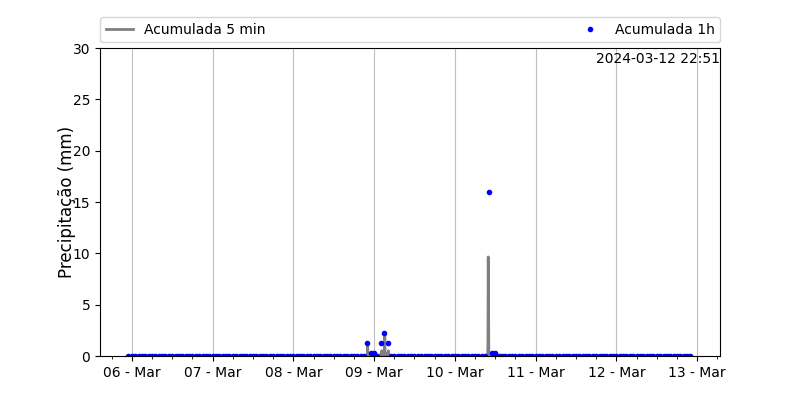 Acumulada 5 min
Acumulada 1h
2024-03-12 22:51
Precipitação (mm)
30
25
20
15
10
5
0
06 - Mar
07 - Mar
08 - Mar
09 - Mar
10 - Mar
11 - Mar
12 - Mar
13 - Mar